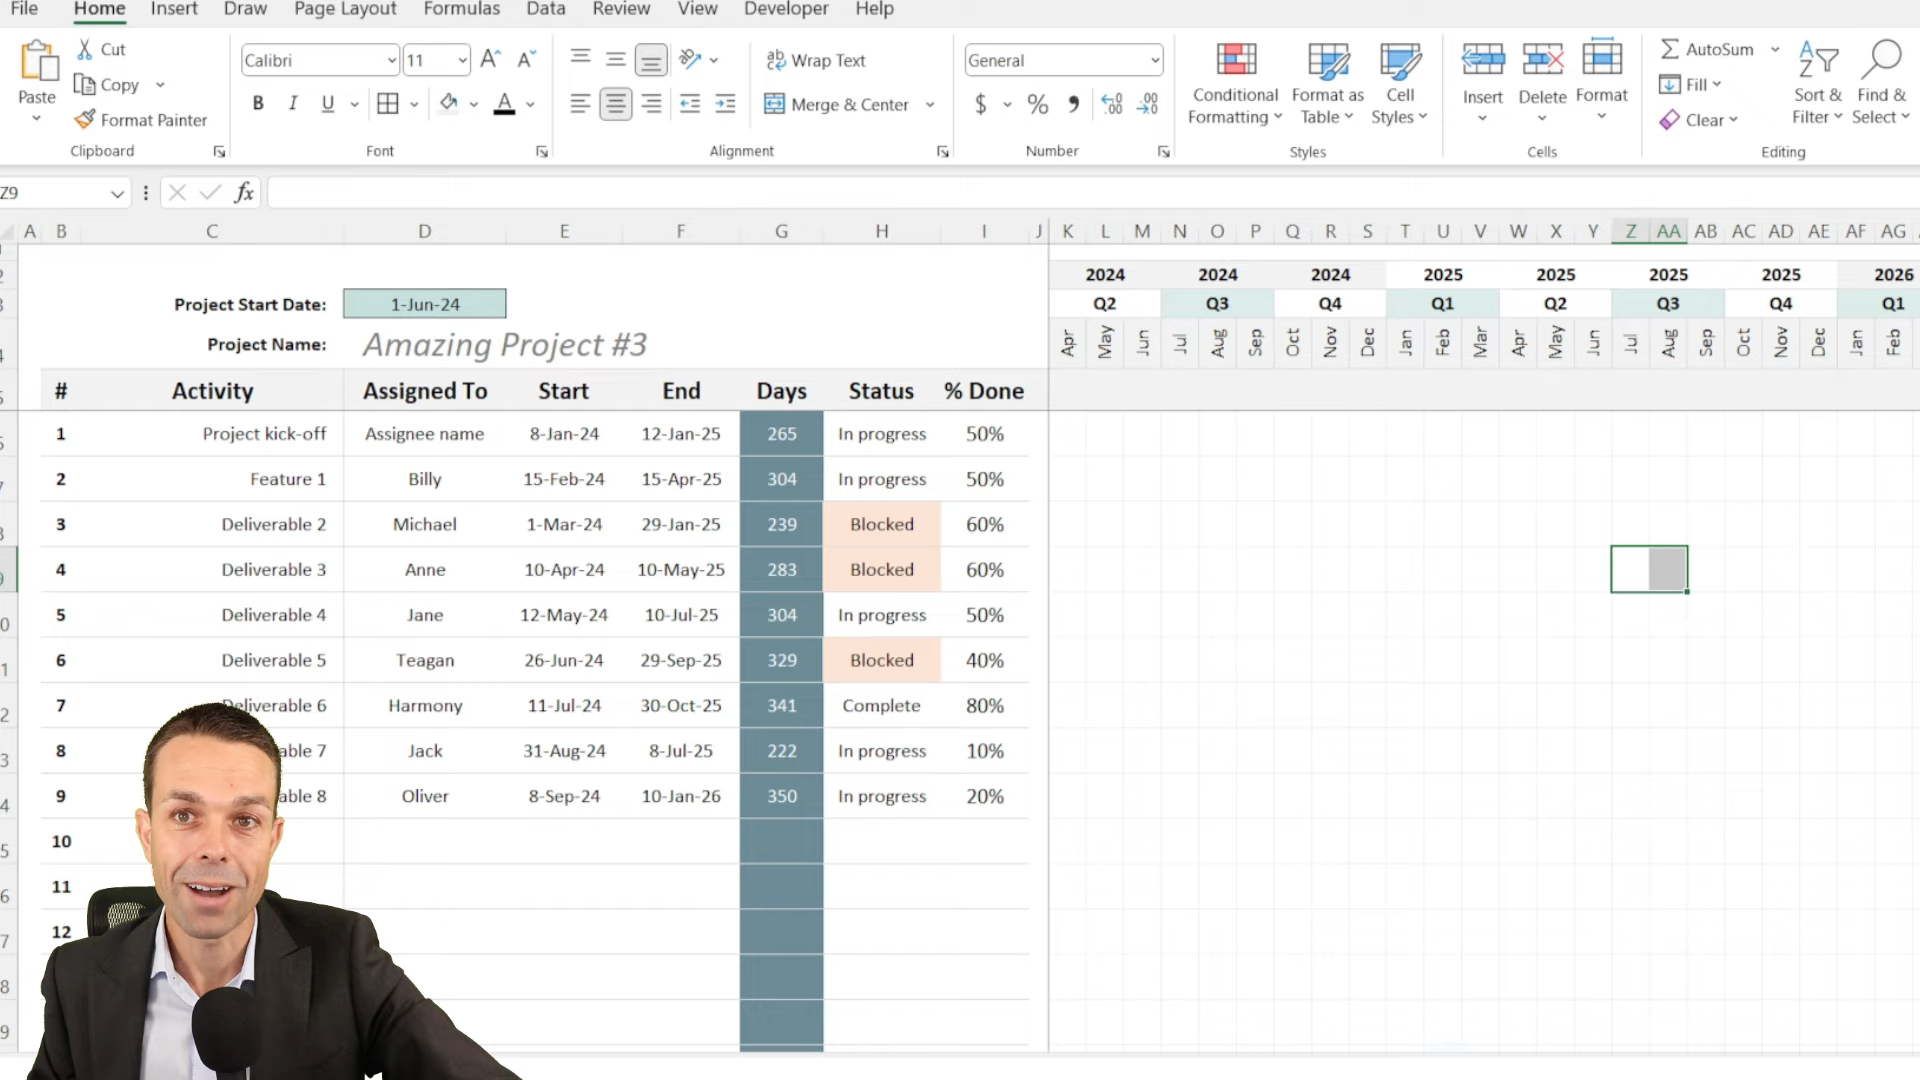 File Home Insert Draw Page Layout Formulas Data Review View Developer Help
Cut
Copy
Paste
Format Painter
Clipboard
Calibri 11
B I U
Font
Wrap Text
Merge & Center
Alignment
General
$ %
Number
Conditional Formatting
Format as Table
Cell Styles
Styles
Insert Delete Format
Cells
AutoSum
Fill
Clear
Sort & Filter
Find & Select
Editing
Z9 fx
A B C D E F G H I J K L M N O P Q R S T U V W X Y Z AA AB AC AD AE AF AG
2024 2024 2024 2025 2025 2025 2025 2026
Project Start Date: 1-Jun-24 Q2 Q3 Q4 Q1 Q2 Q3 Q4 Q1
Project Name: Amazing Project #3 Apr May Jun Jul Aug Sep Oct Nov Dec Jan Feb Mar Apr May Jun Jul Aug Sep Oct Nov Dec Jan Feb
# Activity Assigned To Start End Days Status % Done
1 Project kick-off Assignee name 8-Jan-24 12-Jan-25 265 In progress 50%
2 Feature 1 Billy 15-Feb-24 15-Apr-25 304 In progress 50%
3 Deliverable 2 Michael 1-Mar-24 29-Jan-25 239 Blocked 60%
4 Deliverable 3 Anne 10-Apr-24 10-May-25 283 Blocked 60%
5 Deliverable 4 Jane 12-May-24 10-Jul-25 304 In progress 50%
6 Deliverable 5 Teagan 26-Jun-24 29-Sep-25 329 Blocked 40%
7 Deliverable 6 Harmony 11-Jul-24 30-Oct-25 341 Complete 80%
8 able 7 Jack 31-Aug-24 8-Jul-25 222 In progress 10%
9 able 8 Oliver 8-Sep-24 10-Jan-26 350 In progress 20%
10
11
12